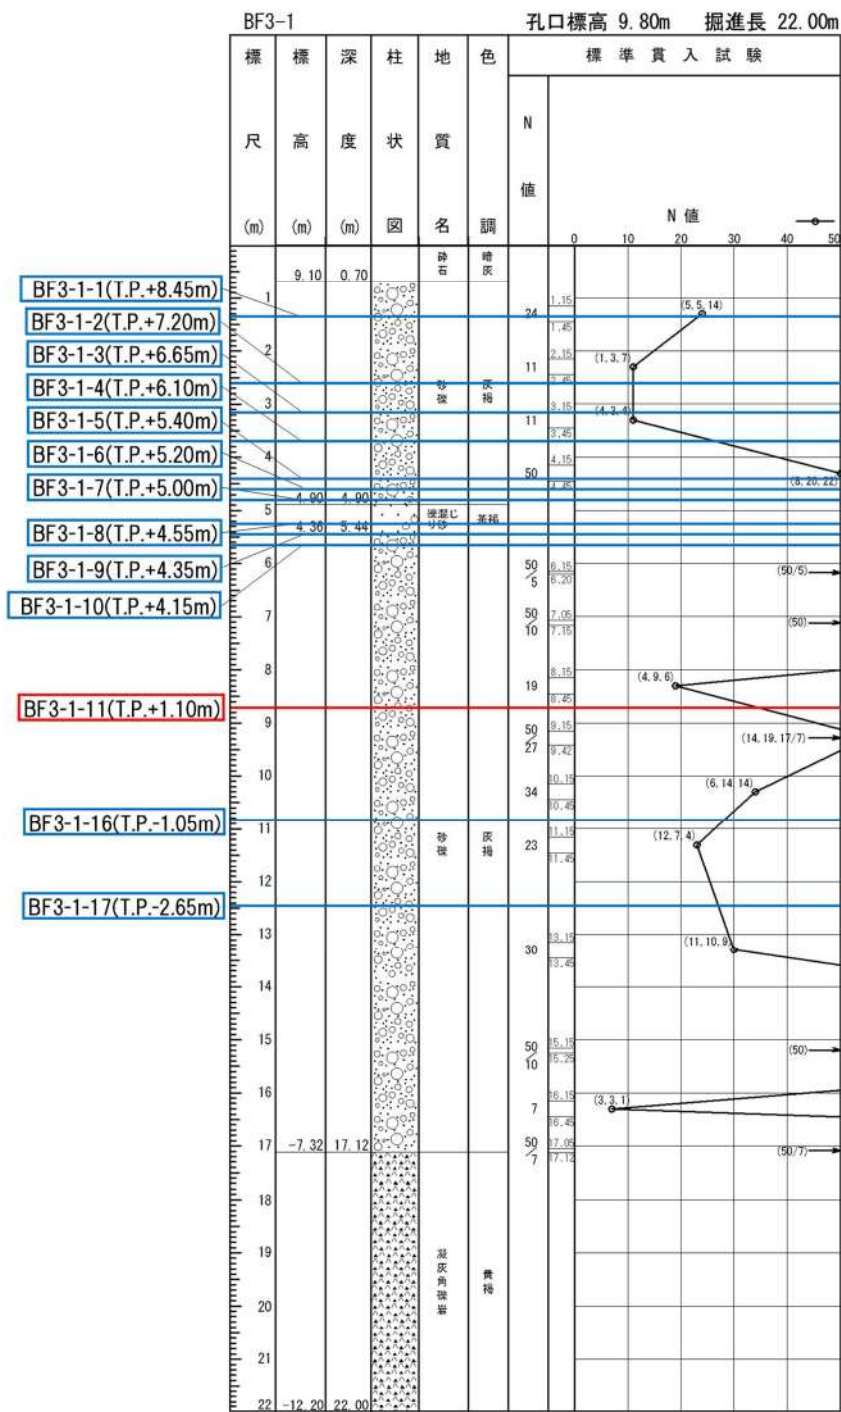 BF3-1 孔口標高 9.80m 掘進長 22.00m
標尺(m) 標高(m) 深度(m) 柱状図 地質名 色調 標準貫入試験
N値 N 値
0 10 20 30 40 50
砕石 暗灰
9.10 0.70
BF3-1-1(T.P.+8.45m)
1
1.15
24 (5,5,14)
1.45
BF3-1-2(T.P.+7.20m)
2
2.15
11 (1,3,7)
2.45
BF3-1-3(T.P.+6.65m)
砂礫 灰褐
3
3.15
11 (4,3,4)
3.45
BF3-1-4(T.P.+6.10m)
BF3-1-5(T.P.+5.40m)
4
4.15
50 (8,20,22)
4.45
BF3-1-6(T.P.+5.20m)
BF3-1-7(T.P.+5.00m)
4.90 4.90
5
礫混じり砂 茶褐
BF3-1-8(T.P.+4.55m)
4.36 5.44
BF3-1-9(T.P.+4.35m)
6
50/5 6.15 6.20 (50/5)
BF3-1-10(T.P.+4.15m)
7
50/10 7.05 7.15 (50)
8
19 8.15 8.45 (4,9,6)
BF3-1-11(T.P.+1.10m)
9
50/27 9.15 9.42 (14,19,17/7)
10
34 10.15 10.45 (6,14,14)
BF3-1-16(T.P.-1.05m)
11
砂礫 灰褐
23 11.15 11.45 (12,7,4)
12
BF3-1-17(T.P.-2.65m)
13
30 13.15 13.45 (11,10,9)
14
15
50/10 15.15 15.25 (50)
16
7 16.15 16.45 (3,3,1)
17 -7.32 17.12
50/7 17.05 17.12 (50/7)
18
19
凝灰角礫岩 黄褐
20
21
22 -12.20 22.00